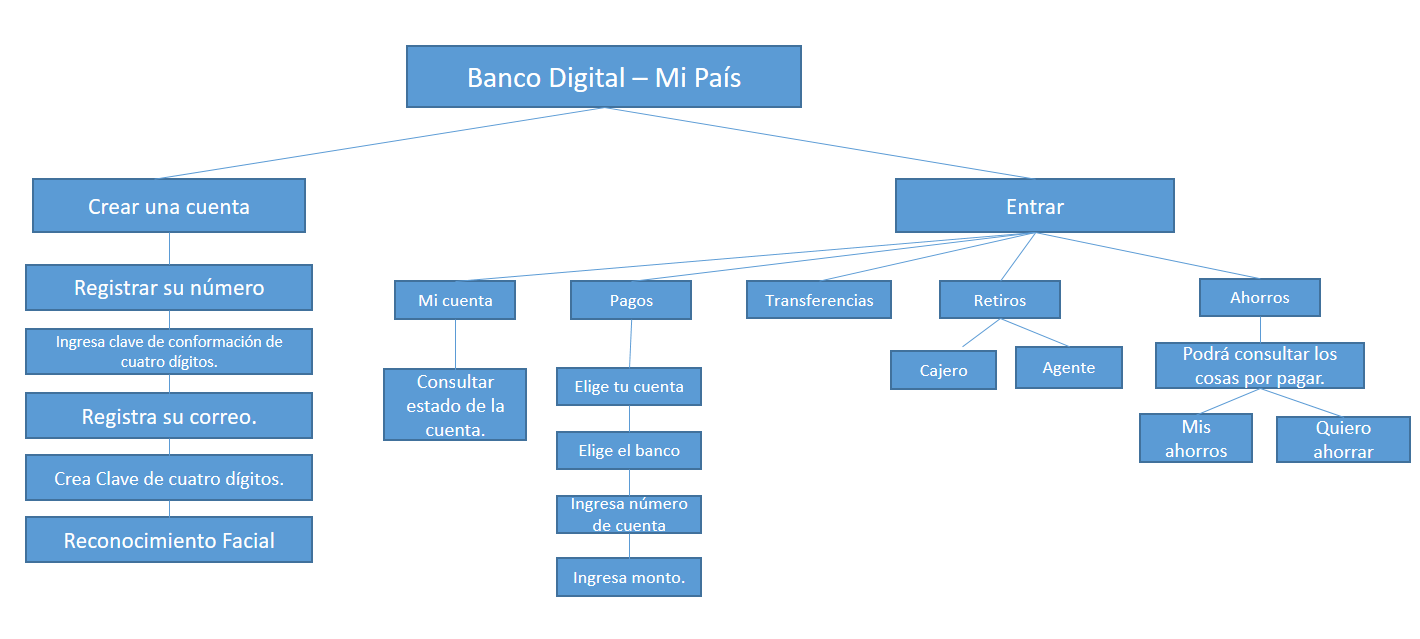 Banco Digital – Mi País
Crear una cuenta
Entrar
Registrar su número
Ingresa clave de conformación de
cuatro dígitos.
Registra su correo.
Crea Clave de cuatro dígitos.
Reconocimiento Facial
Mi cuenta
Consultar
estado de la
cuenta.
Pagos
Elige tu cuenta
Elige el banco
Ingresa número
de cuenta
Ingresa monto.
Transferencias
Retiros
Cajero
Agente
Ahorros
Podrá consultar los
cosas por pagar.
Mis
ahorros
Quiero
ahorrar